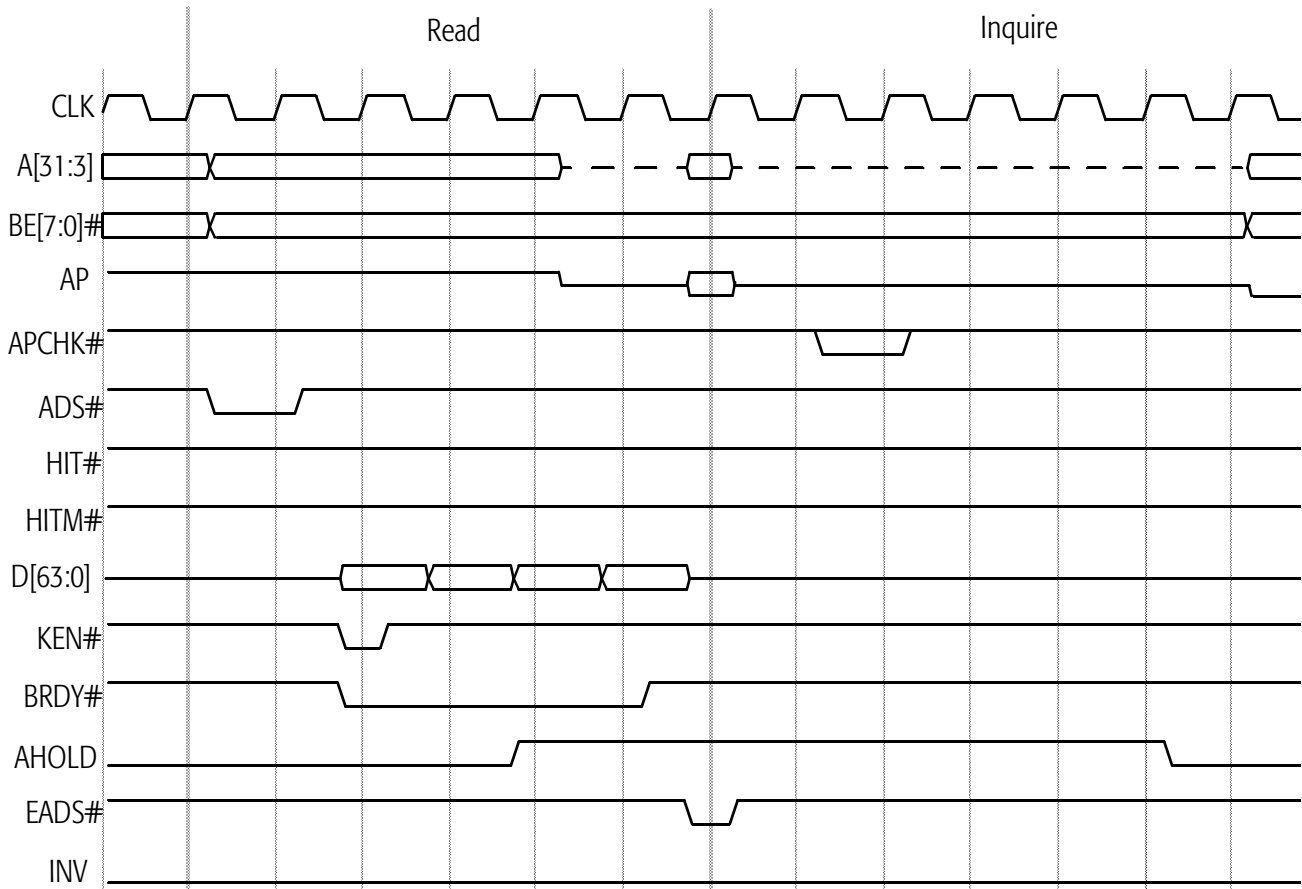 Read
Inquire
CLK
A[31:3]
BE[7:0]#
AP
APCHK#
ADS#
HIT#
HITM#
D[63:0]
KEN#
BRDY#
AHOLD
EADS#
INV